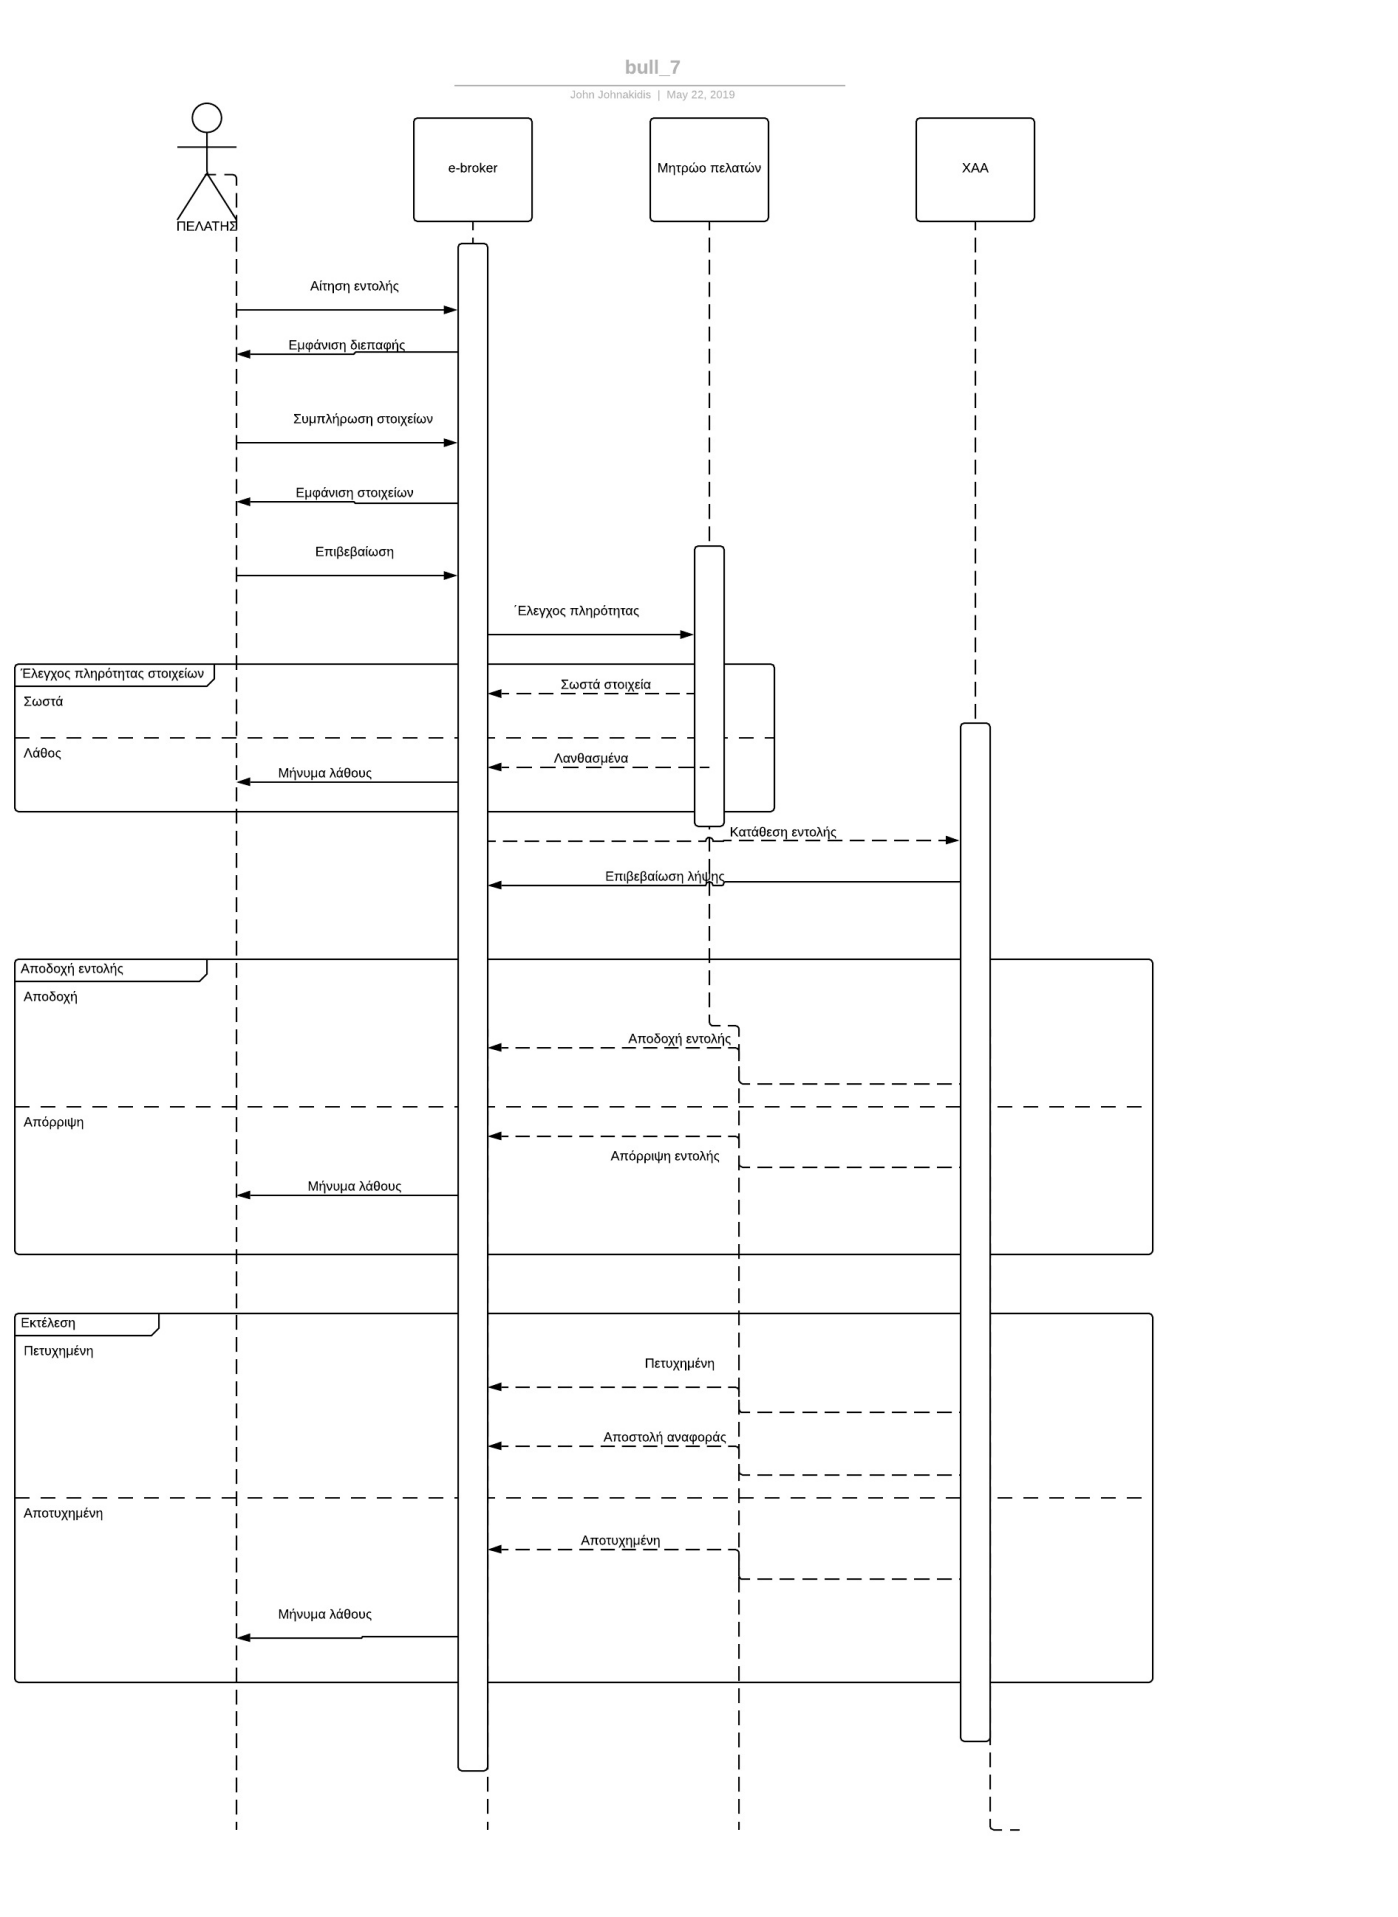 bull_7
John Johnakidis | May 22, 2019
ΠΕΛΑΤΗΣ
e-broker
Μητρώο πελατών
ΧΑΑ
Αίτηση εντολής
Εμφάνιση διεπαφής
Συμπλήρωση στοιχείων
Εμφάνιση στοιχείων
Επιβεβαίωση
΄Ελεγχος πληρότητας
Έλεγχος πληρότητας στοιχείων
Σωστά στοιχεία
Σωστά
Λάθος
Λανθασμένα
Μήνυμα λάθους
Κατάθεση εντολής
Επιβεβαίωση λήψης
Αποδοχή εντολής
Αποδοχή
Αποδοχή εντολής
Απόρριψη
Απόρριψη εντολής
Μήνυμα λάθους
Εκτέλεση
Πετυχημένη
Πετυχημένη
Αποστολή αναφοράς
Αποτυχημένη
Αποτυχημένη
Μήνυμα λάθους